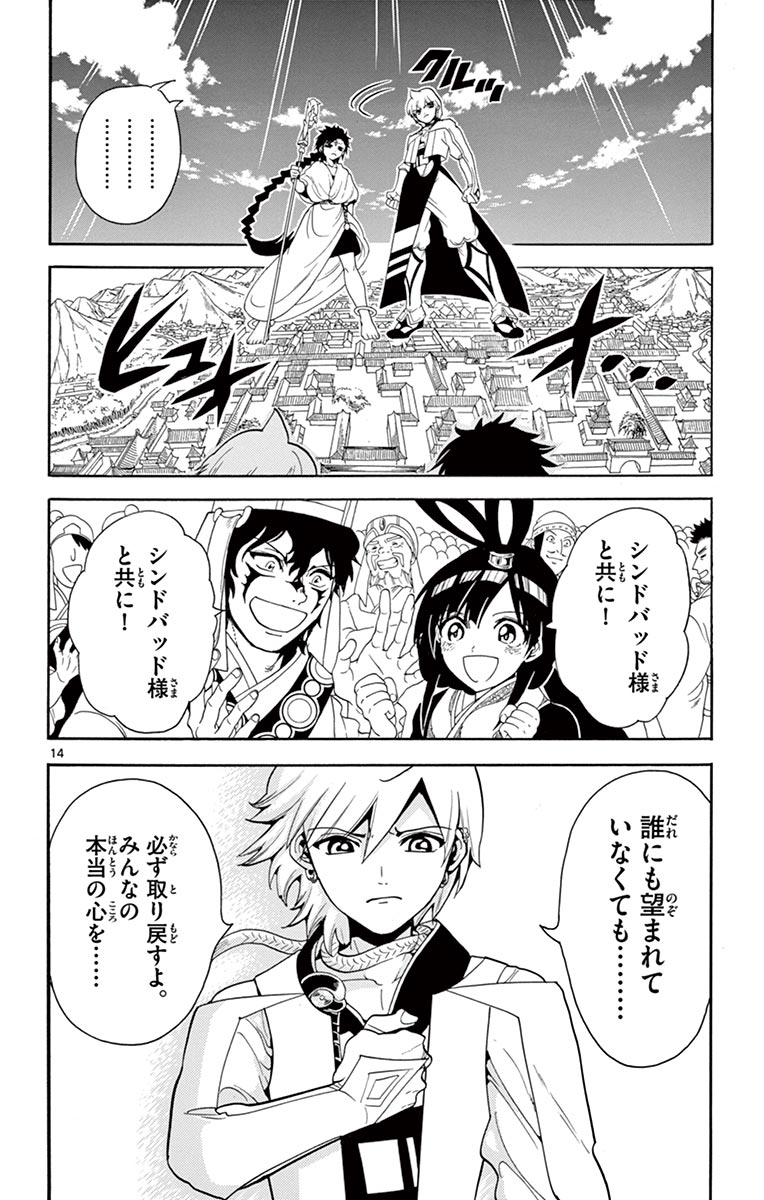 クルッ
………………
ヒュオ
オ…
シンドバッド様
と共に！
シンドバッド様
と共に！
14
誰にも望まれて
いなくても………
必ず取り戻すよ。
みんなの
本当の心を……